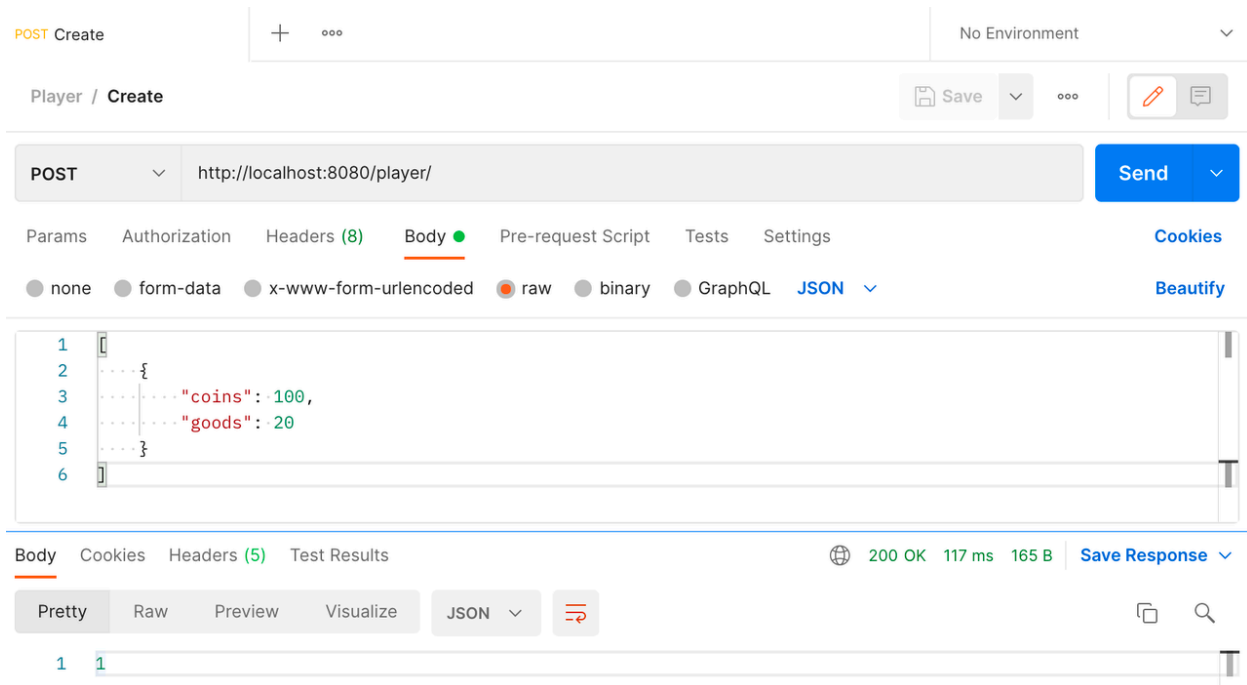 POST Create
No Environment
Player / Create
Save
POST http://localhost:8080/player/ Send
Params Authorization Headers (8) Body Pre-request Script Tests Settings Cookies
none form-data x-www-form-urlencoded raw binary GraphQL JSON Beautify
1 [
2 {
3 "coins": 100,
4 "goods": 20
5 }
6 ]
Body Cookies Headers (5) Test Results 200 OK 117 ms 165 B Save Response
Pretty Raw Preview Visualize JSON
1 1